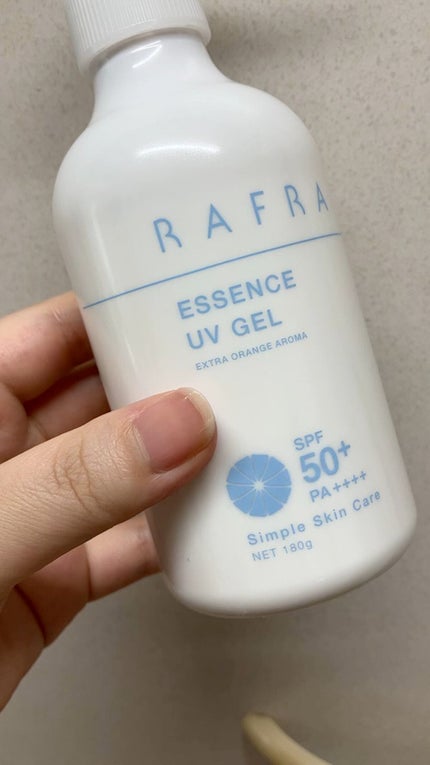 RAFRA
ESSENCE
UV GEL
EXTRA ORANGE AROMA
SPF
50+
PA++++
Simple Skin Care
NET 180g